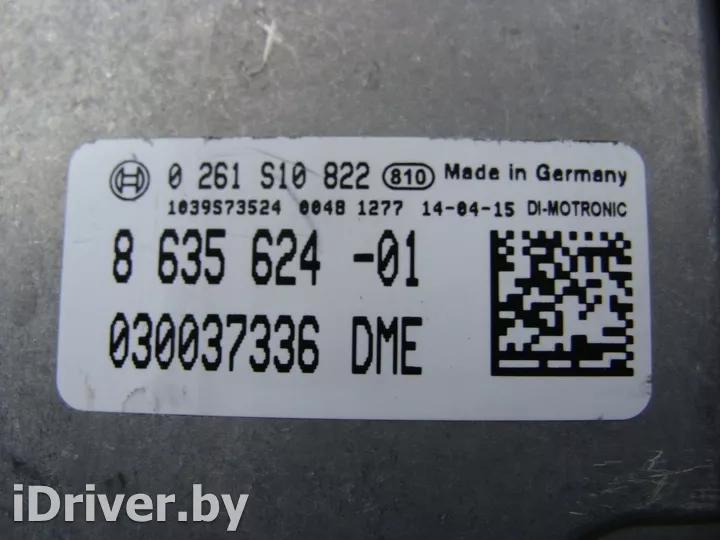 0 261 S10 822 810 Made in Germany
1039S73524 0048 1277 14-04-15 DI-MOTRONIC
8 635 624 -01
030037336 DME
iDriver.by